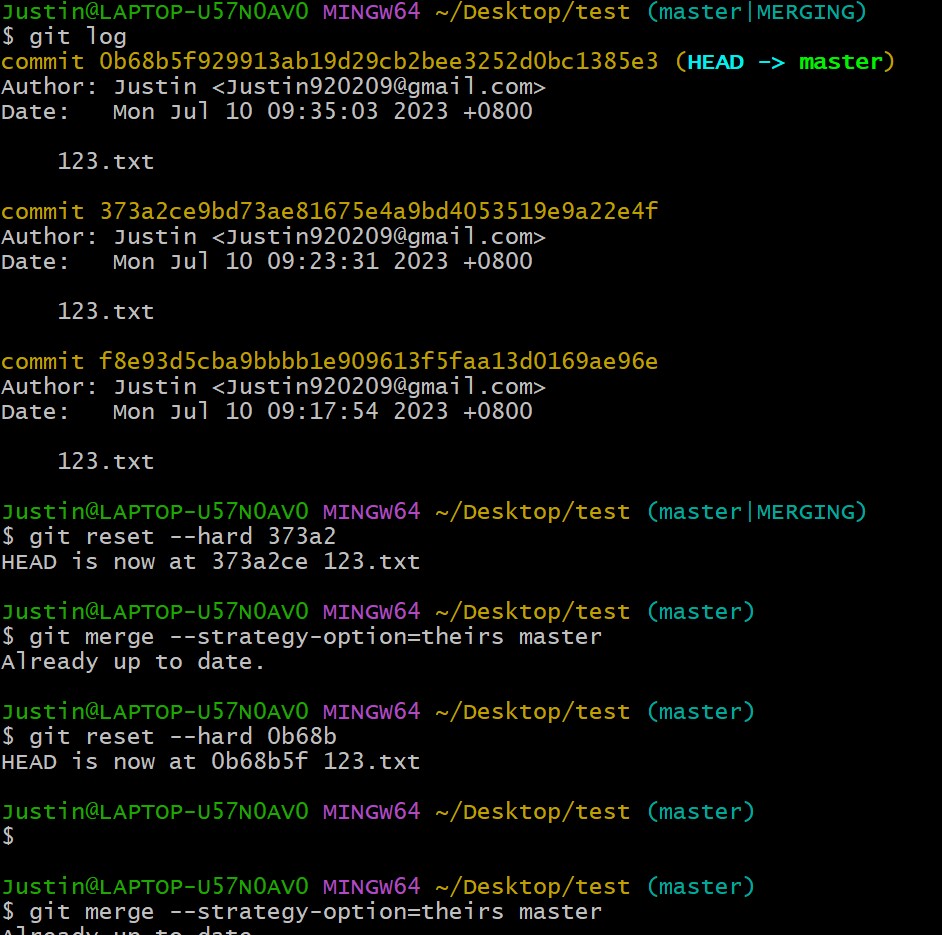 Justin@LAPTOP-U57N0AV0 MINGW64 ~/Desktop/test (master|MERGING)
$ git log
commit 0b68b5f929913ab19d29cb2bee3252d0bc1385e3 (HEAD -> master)
Author: Justin <Justin920209@gmail.com>
Date:   Mon Jul 10 09:35:03 2023 +0800

    123.txt

commit 373a2ce9bd73ae81675e4a9bd4053519e9a22e4f
Author: Justin <Justin920209@gmail.com>
Date:   Mon Jul 10 09:23:31 2023 +0800

    123.txt

commit f8e93d5cba9bbbb1e909613f5faa13d0169ae96e
Author: Justin <Justin920209@gmail.com>
Date:   Mon Jul 10 09:17:54 2023 +0800

    123.txt

Justin@LAPTOP-U57N0AV0 MINGW64 ~/Desktop/test (master|MERGING)
$ git reset --hard 373a2
HEAD is now at 373a2ce 123.txt

Justin@LAPTOP-U57N0AV0 MINGW64 ~/Desktop/test (master)
$ git merge --strategy-option=theirs master
Already up to date.

Justin@LAPTOP-U57N0AV0 MINGW64 ~/Desktop/test (master)
$ git reset --hard 0b68b
HEAD is now at 0b68b5f 123.txt

Justin@LAPTOP-U57N0AV0 MINGW64 ~/Desktop/test (master)
$

Justin@LAPTOP-U57N0AV0 MINGW64 ~/Desktop/test (master)
$ git merge --strategy-option=theirs master
Already up to date